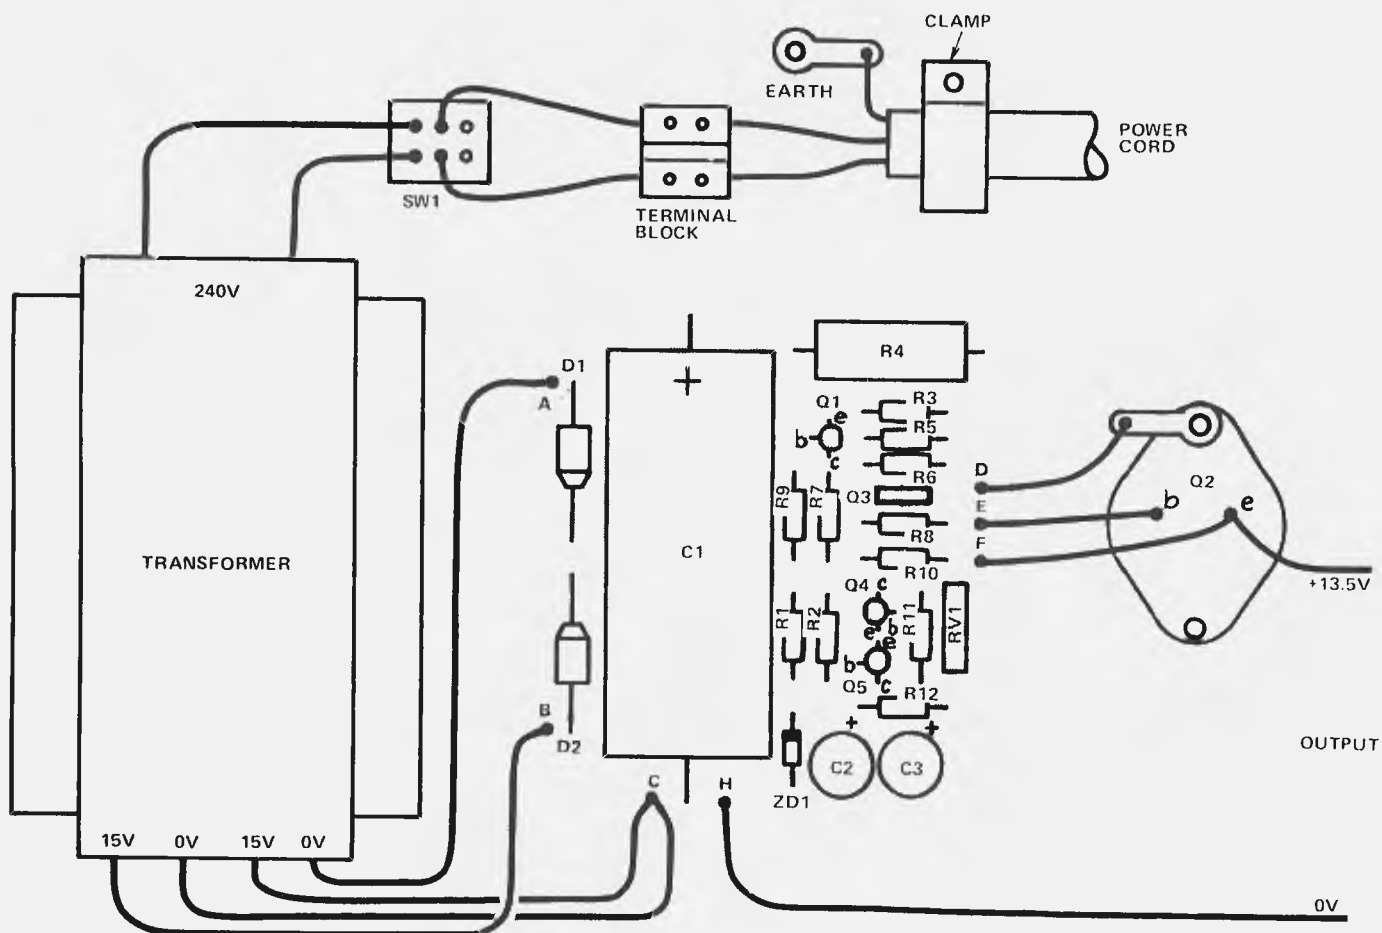 CLAMP
EARTH
POWER
CORD
SW1
TERMINAL
BLOCK
240V
TRANSFORMER
15V
0V
15V
0V
D1
A
B
D2
+
C1
C
H
R4
Q1
e
b
c
R3
R5
R6
R9
R7
Q3
R8
R10
D
E
F
Q2
b
e
+13.5V
Q4
c
b
e
R1
R2
R11
RV1
e
b
c
Q5
R12
+
+
C2
C3
ZD1
OUTPUT
0V